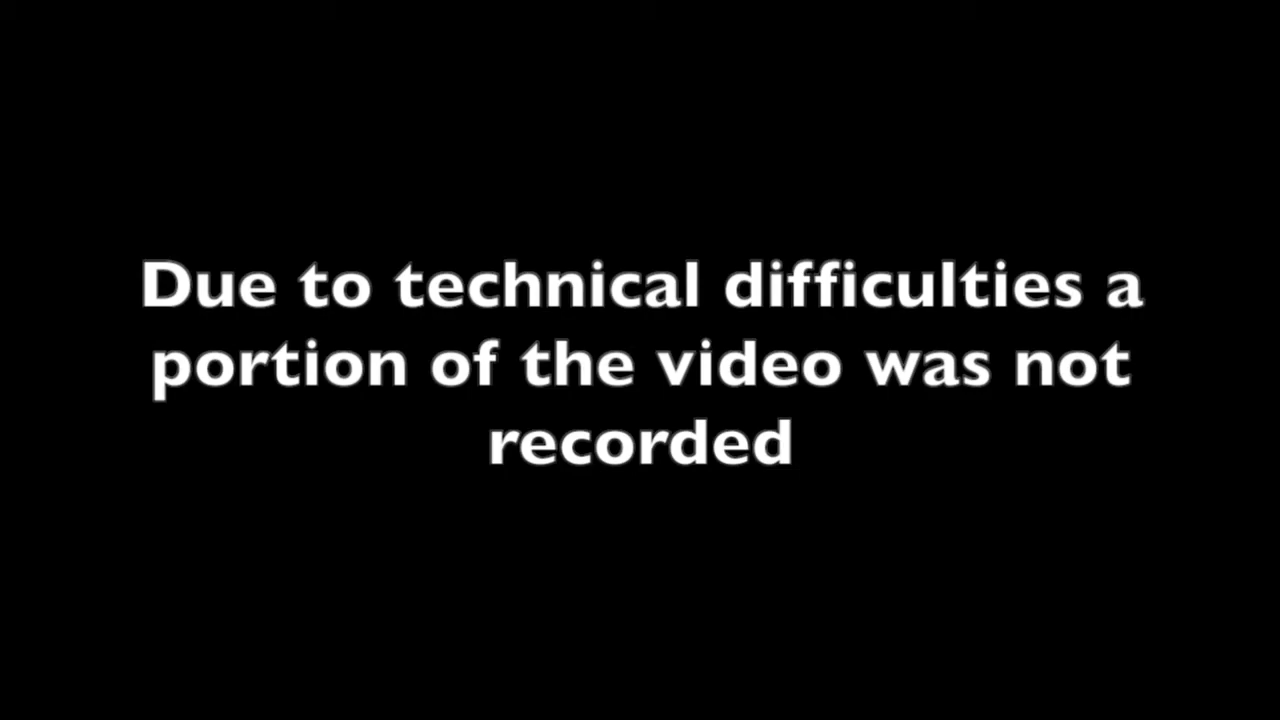 Due to technical difficulties a
portion of the video was not
recorded